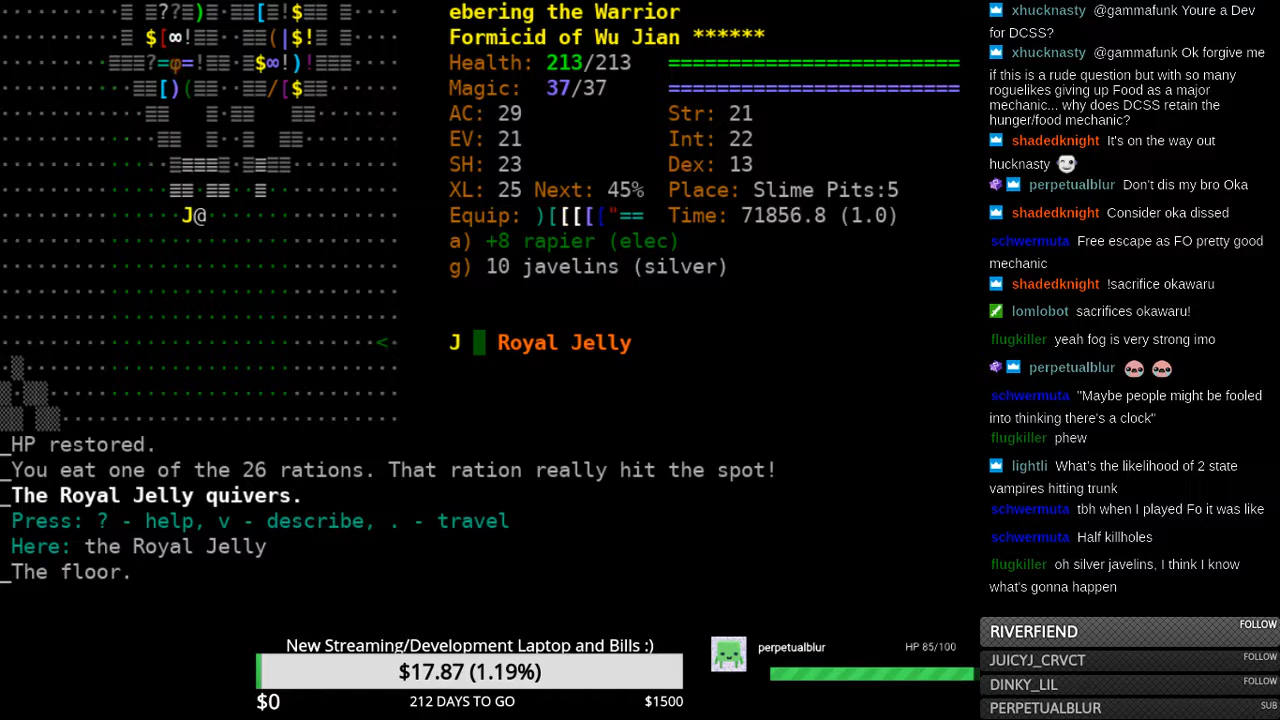 ebering the Warrior
Formicid of Wu Jian ******
Health: 213/213 ========================
Magic: 37/37 ========================
AC: 29 Str: 21
EV: 21 Int: 22
SH: 23 Dex: 13
XL: 25 Next: 45% Place: Slime Pits:5
Equip: )[[[[["== Time: 71856.8 (1.0)
a) +8 rapier (elec)
g) 10 javelins (silver)
J@
<
J Royal Jelly
_HP restored.
_You eat one of the 26 rations. That ration really hit the spot!
_The Royal Jelly quivers.
Press: ? - help, v - describe, . - travel
Here: the Royal Jelly
_The floor.
New Streaming/Development Laptop and Bills :)
$17.87 (1.19%)
$0 212 DAYS TO GO $1500
perpetualblur HP 85/100
xhucknasty @gammafunk Youre a Dev
for DCSS?
xhucknasty @gammafunk forgive me
if its a rude question but with so many
roguelikes giving up Food as a major
mechanic... why do DCSS retain the
hunger/food mechanic?
shadedknight It's on the way out
hucknasty
perpetualblur Don't dis my bro Oka
shadedknight Consider oka dissed
schwermuta Free escape as FO pretty good
mechanic
shadedknight !sacrifice okawaru
lomlobot sacrifices okawaru!
flugkiller yeah fog is very strong imo
perpetualblur
schwermuta "Maybe people might be fooled
into thinking there's a clock"
flugkiller phew
lightli What's the likelihood of 2 state
vampires hitting trunk
schwermuta tbh when I played Fo it was like
schwermuta Half killholes
flugkiller oh silver javelins, I think I know
what's gonna happen
RIVERFIEND FOLLOW
JUICYJ_CRVCT FOLLOW
DINKY_LIL FOLLOW
PERPETUALBLUR SUB